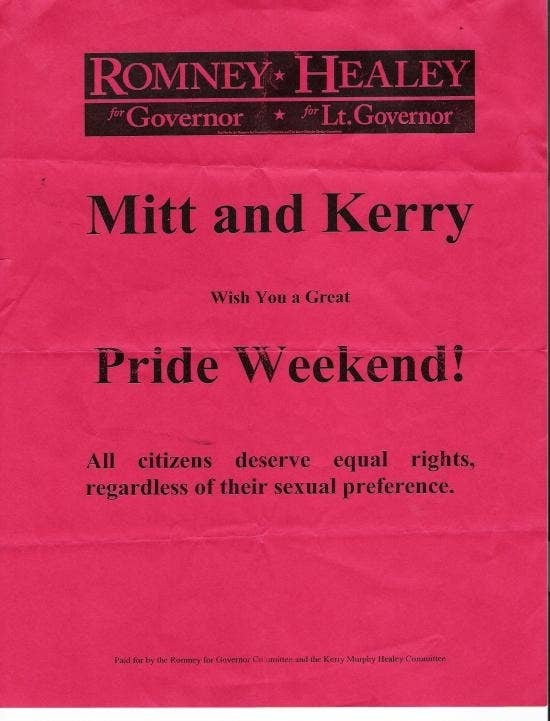 ROMNEY★HEALEY
for Governor ★ for Lt. Governor
Mitt and Kerry
Wish You a Great
Pride Weekend!
All citizens deserve equal rights,
regardless of their sexual preference.
Paid for by the Romney for Governor Committee and the Kerry Murphy Healey Committee